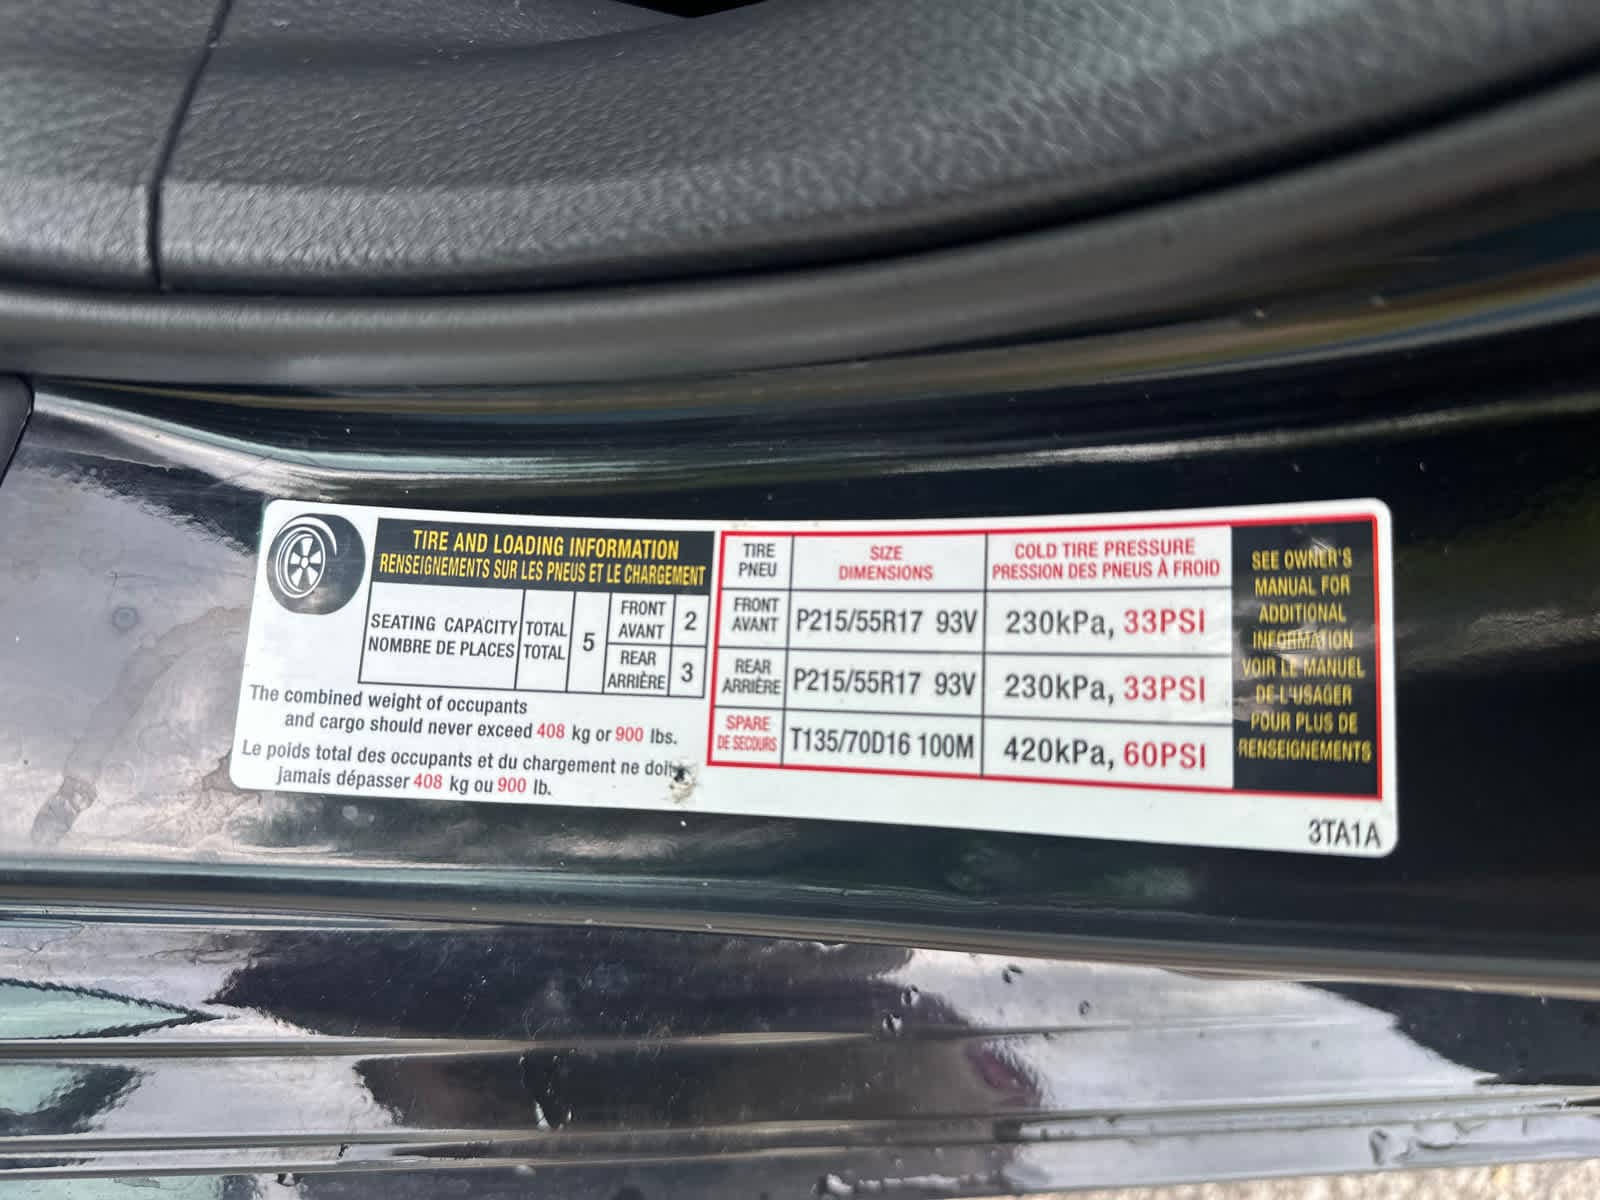 TIRE AND LOADING INFORMATION
RENSEIGNEMENTS SUR LES PNEUS ET LE CHARGEMENT
SEATING CAPACITY
NOMBRE DE PLACES
TOTAL
TOTAL
5
FRONT
AVANT
2
REAR
ARRIÈRE
3
The combined weight of occupants
and cargo should never exceed 408 kg or 900 lbs.
Le poids total des occupants et du chargement ne doit
jamais dépasser 408 kg ou 900 lb.
TIRE
PNEU
SIZE
DIMENSIONS
COLD TIRE PRESSURE
PRESSION DES PNEUS À FROID
FRONT
AVANT
P215/55R17 93V
230kPa, 33PSI
REAR
ARRIÈRE
P215/55R17 93V
230kPa, 33PSI
SPARE
DE SECOURS
T135/70D16 100M
420kPa, 60PSI
SEE OWNER'S
MANUAL FOR
ADDITIONAL
INFORMATION
VOIR LE MANUEL
DE L'USAGER
POUR PLUS DE
RENSEIGNEMENTS
3TA1A